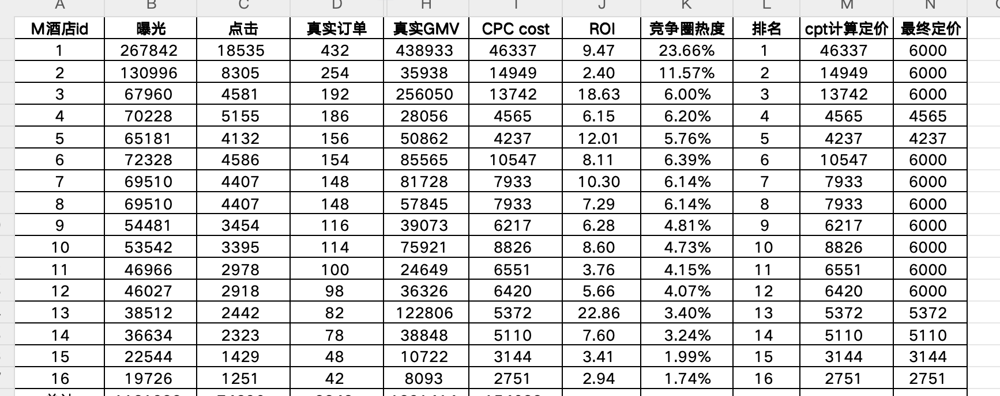 A B C D H I J K L M N
M酒店id 曝光 点击 真实订单 真实GMV CPC cost ROI 竞争圈热度 排名 cpt计算定价 最终定价
1 267842 18535 432 438933 46337 9.47 23.66% 1 46337 6000
2 130996 8305 254 35938 14949 2.40 11.57% 2 14949 6000
3 67960 4581 192 256050 13742 18.63 6.00% 3 13742 6000
4 70228 5155 186 28056 4565 6.15 6.20% 4 4565 4565
5 65181 4132 156 50862 4237 12.01 5.76% 5 4237 4237
6 72328 4586 154 85565 10547 8.11 6.39% 6 10547 6000
7 69510 4407 148 81728 7933 10.30 6.14% 7 7933 6000
8 69510 4407 148 57845 7933 7.29 6.14% 8 7933 6000
9 54481 3454 116 39073 6217 6.28 4.81% 9 6217 6000
10 53542 3395 114 75921 8826 8.60 4.73% 10 8826 6000
11 46966 2978 100 24649 6551 3.76 4.15% 11 6551 6000
12 46027 2918 98 36326 6420 5.66 4.07% 12 6420 6000
13 38512 2442 82 122806 5372 22.86 3.40% 13 5372 5372
14 36634 2323 78 38848 5110 7.60 3.24% 14 5110 5110
15 22544 1429 48 10722 3144 3.41 1.99% 15 3144 3144
16 19726 1251 42 8093 2751 2.94 1.74% 16 2751 2751